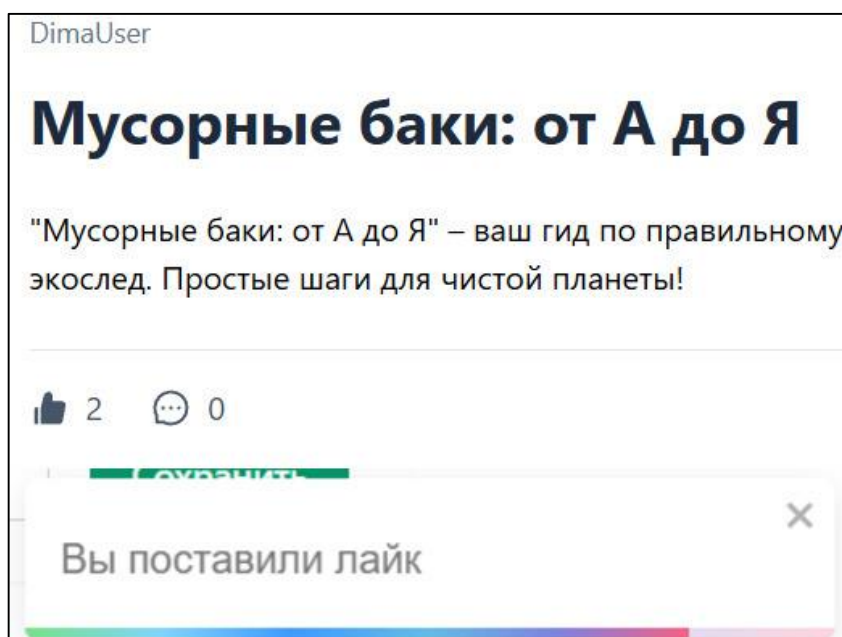 DimaUser
Мусорные баки: от А до Я
"Мусорные баки: от А до Я" – ваш гид по правильному
экослед. Простые шаги для чистой планеты!
2 0
Сохранить
Вы поставили лайк